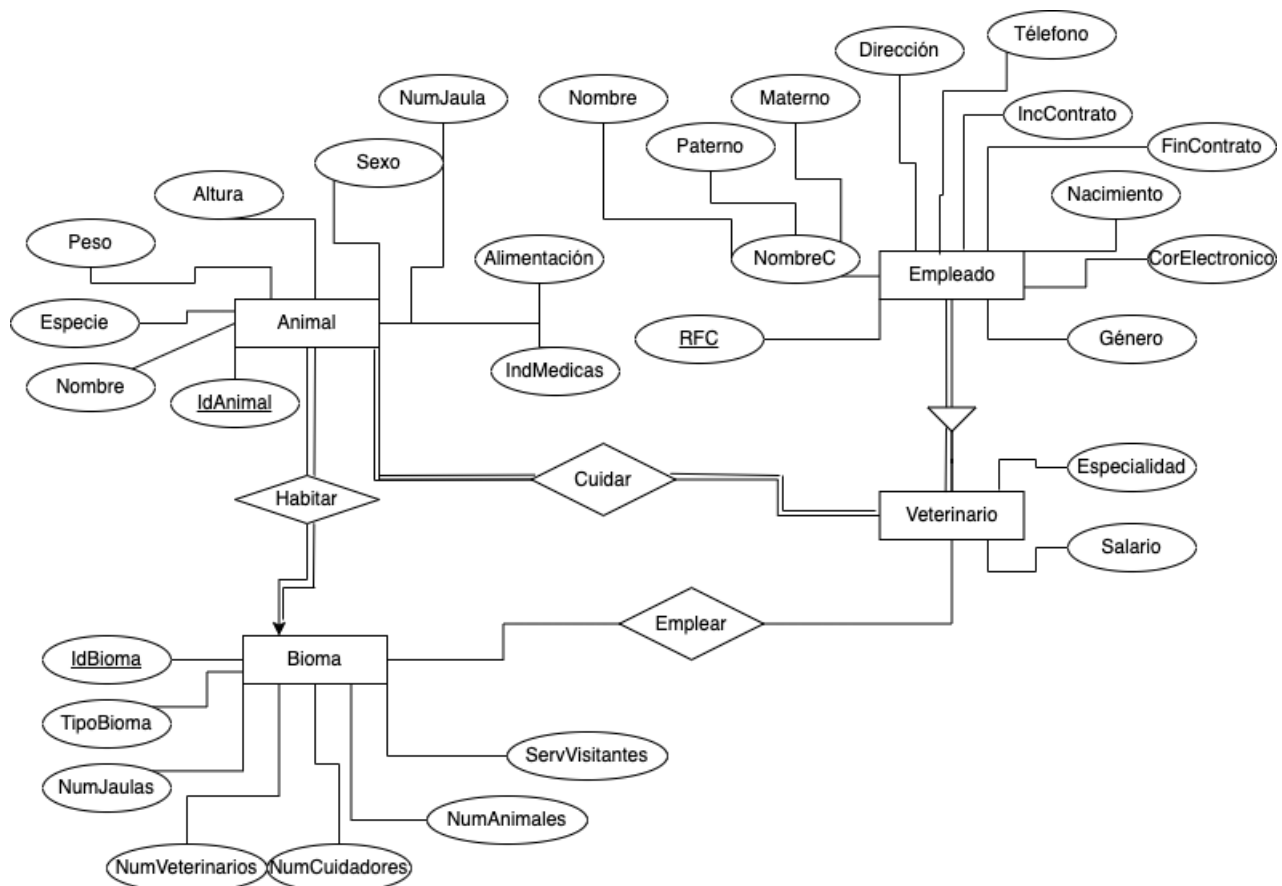 Télefono
Dirección
NumJaula
Nombre
Materno
IncContrato
Paterno
FinContrato
Sexo
Altura
Nacimiento
Peso
Alimentación
NombreC
Empleado
CorElectronico
Especie
Animal
RFC
Género
Nombre
IdAnimal
IndMedicas
Especialidad
Cuidar
Habitar
Veterinario
Salario
Emplear
IdBioma
Bioma
TipoBioma
ServVisitantes
NumJaulas
NumAnimales
NumVeterinarios
NumCuidadores